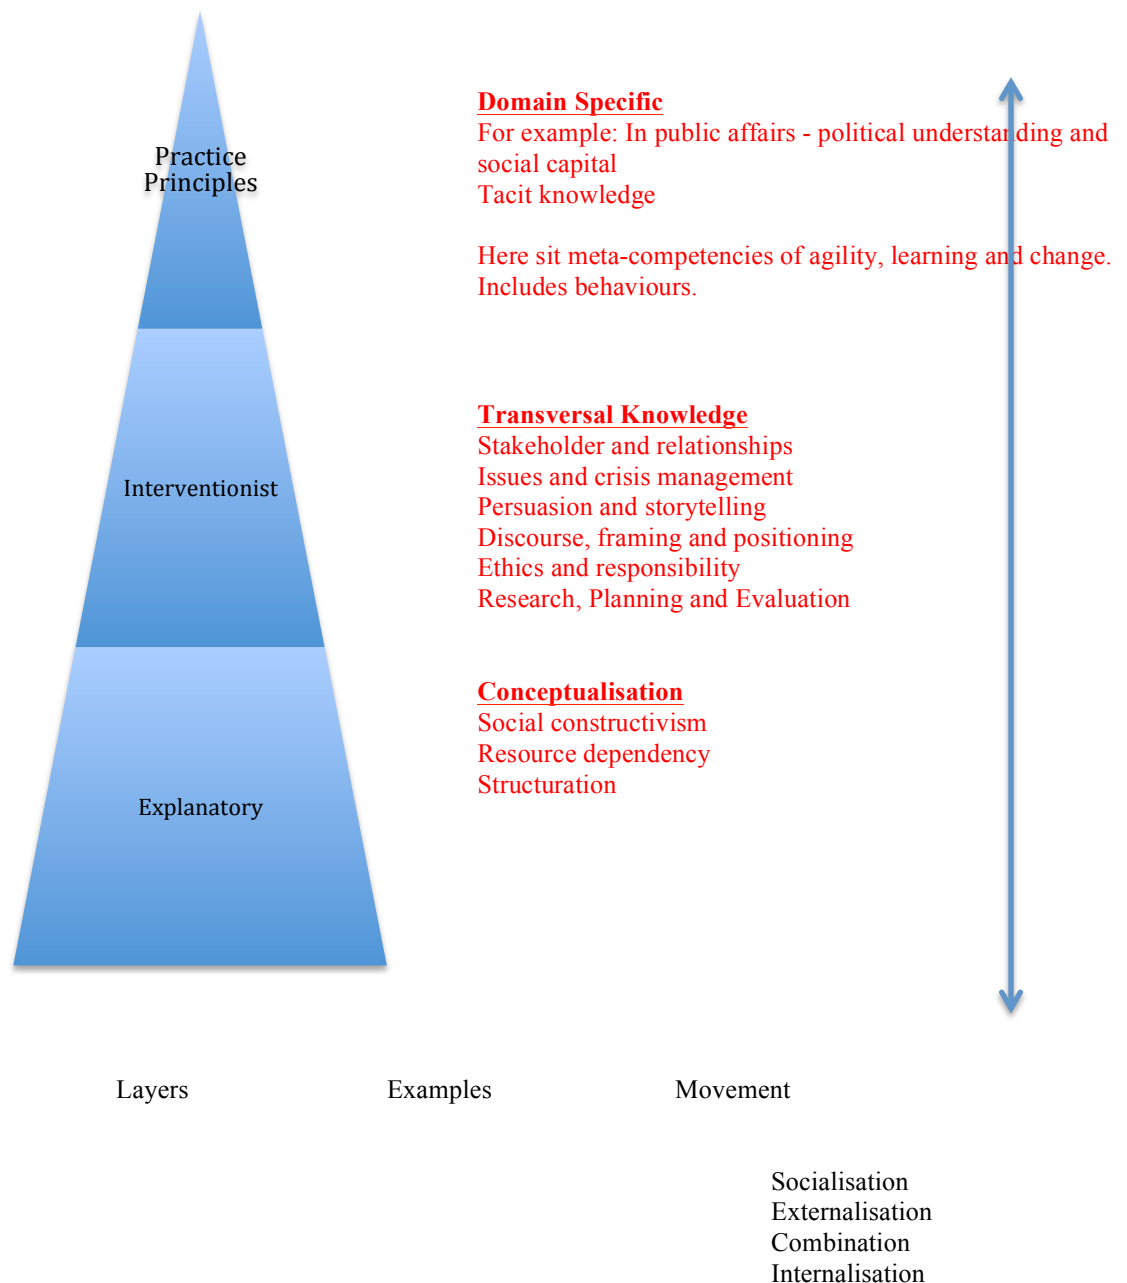 Practice
Principles
Domain Specific
For example: In public affairs - political understanding and
social capital
Tacit knowledge
Here sit meta-competencies of agility, learning and change.
Includes behaviours.
Interventionist
Transversal Knowledge
Stakeholder and relationships
Issues and crisis management
Persuasion and storytelling
Discourse, framing and positioning
Ethics and responsibility
Research, Planning and Evaluation
Explanatory
Conceptualisation
Social constructivism
Resource dependency
Structuration
Layers Examples Movement
Socialisation
Externalisation
Combination
Internalisation